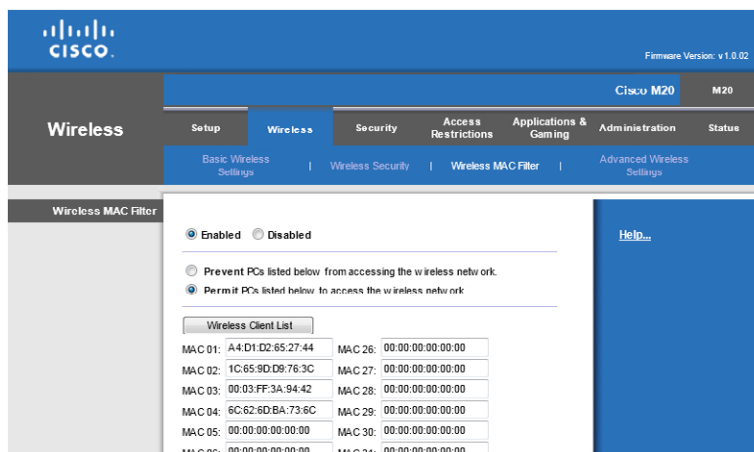 CISCO.
Firmware Version: v1.0.02
Cisco M20 M20
Wireless
Setup Wireless Security Access Restrictions Applications & Gaming Administration Status
Basic Wireless Settings | Wireless Security | Wireless MAC Filter | Advanced Wireless Settings
Wireless MAC Filter
Enabled Disabled
Help...
Prevent PCs listed below from accessing the wireless network.
Permit PCs listed below to access the wireless network
Wireless Client List
MAC 01: A4:D1:D2:65:27:44 MAC 26: 00:00:00:00:00:00
MAC 02: 1C:65:9D:D9:76:3C MAC 27: 00:00:00:00:00:00
MAC 03: 00:03:FF:3A:94:42 MAC 28: 00:00:00:00:00:00
MAC 04: 6C:62:6D:BA:73:6C MAC 29: 00:00:00:00:00:00
MAC 05: 00:00:00:00:00:00 MAC 30: 00:00:00:00:00:00